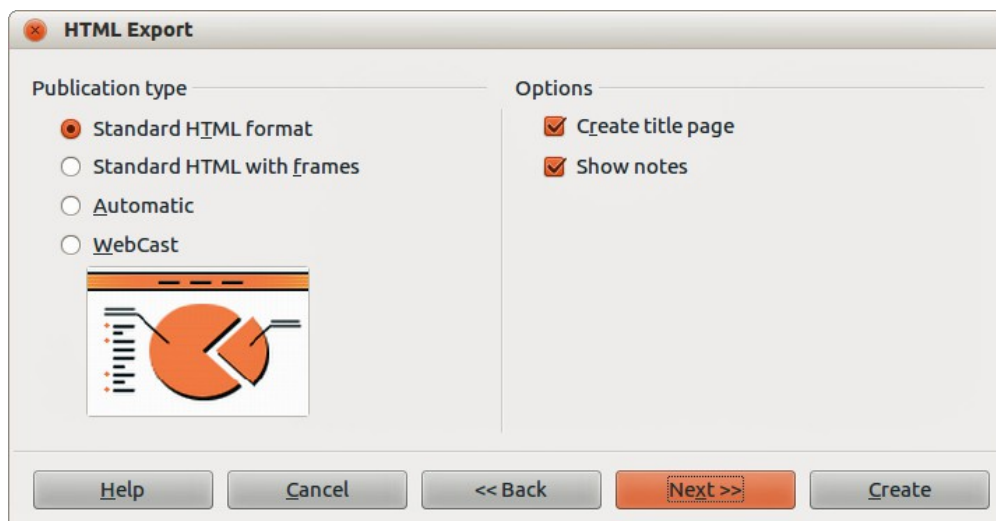 HTML Export
Publication type
Standard HTML format
Standard HTML with frames
Automatic
WebCast
Options
Create title page
Show notes
Help
Cancel
<< Back
Next >>
Create